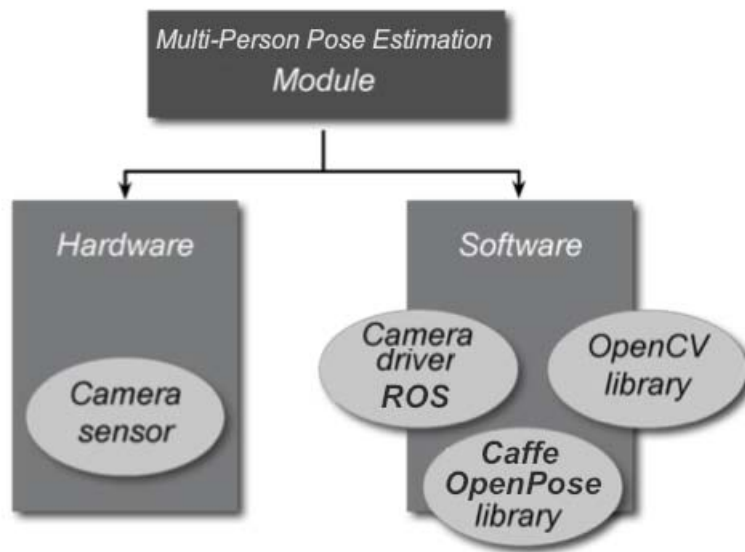 Multi-Person Pose Estimation
Module
Hardware
Camera
sensor
Software
Camera
driver
ROS
OpenCV
library
Caffe
OpenPose
library